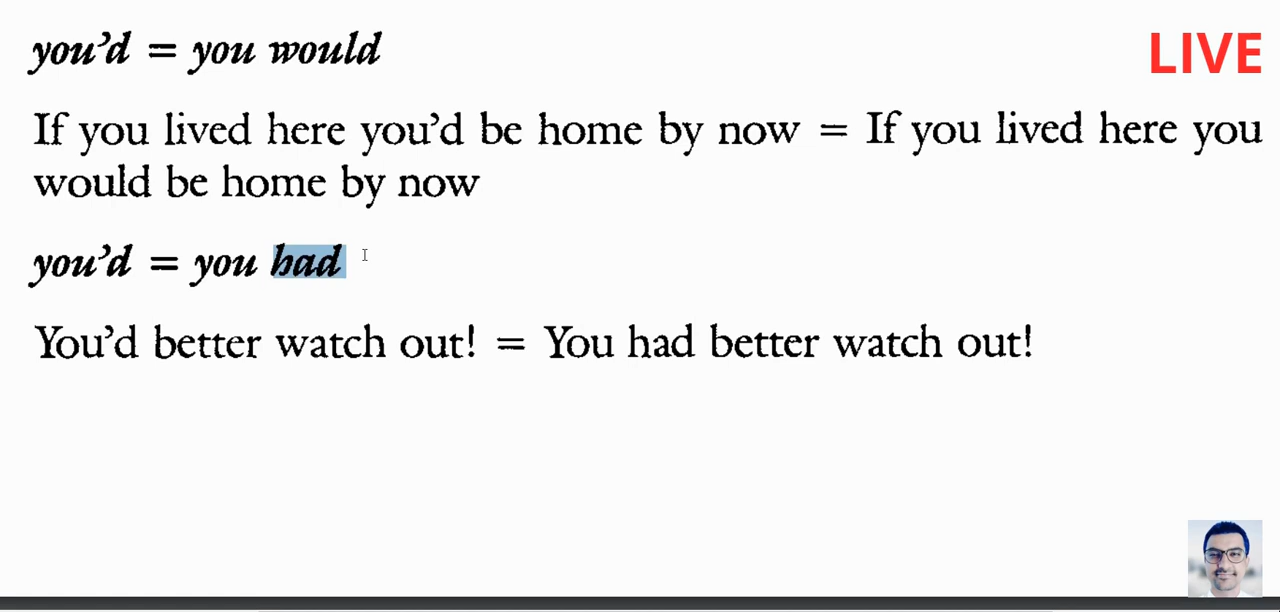 you’d = you would
LIVE
If you lived here you’d be home by now = If you lived here you
would be home by now
you’d = you had
You’d better watch out! = You had better watch out!